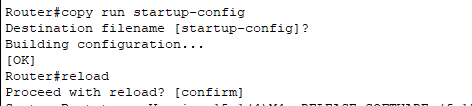 Router#copy run startup-config
Destination filename [startup-config]?
Building configuration...
[OK]
Router#reload
Proceed with reload? [confirm]